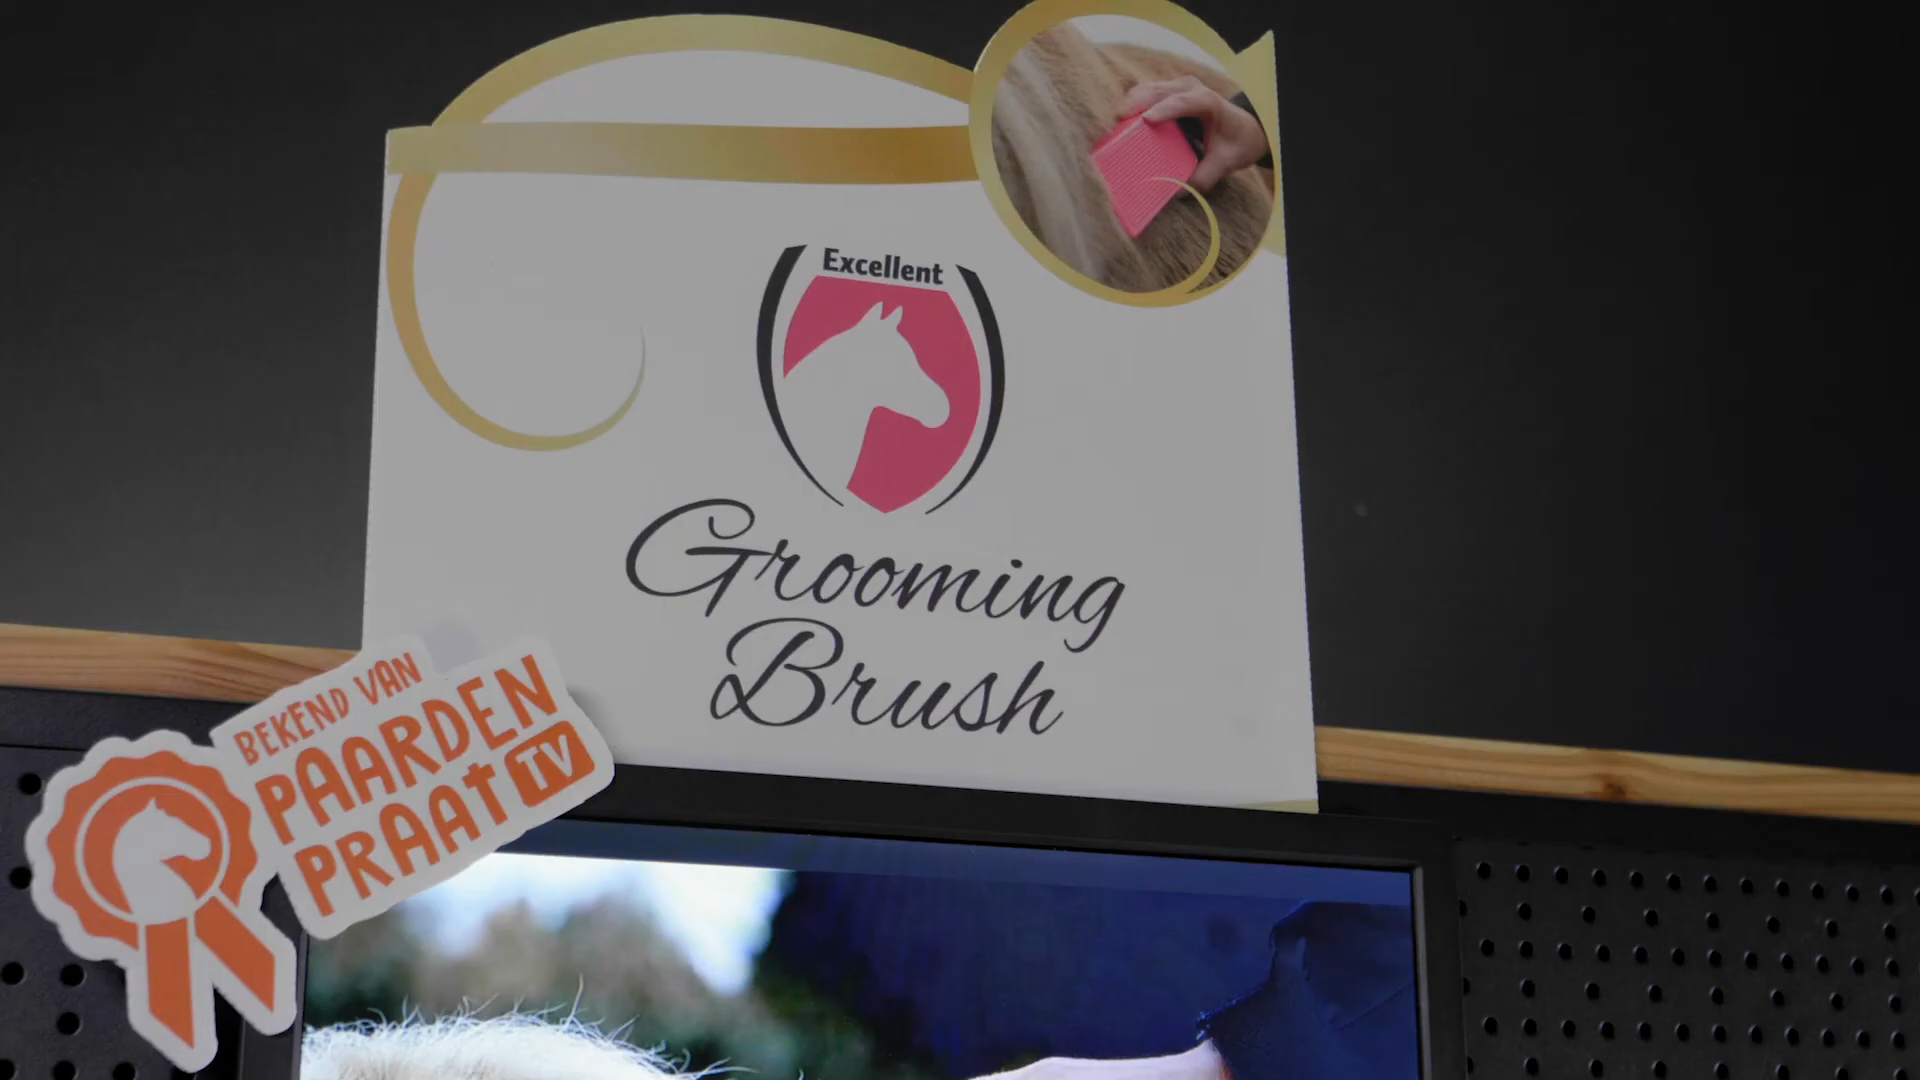 Excellent
Grooming
Brush
BEKEND VAN
PAARDEN
PRAAT TV